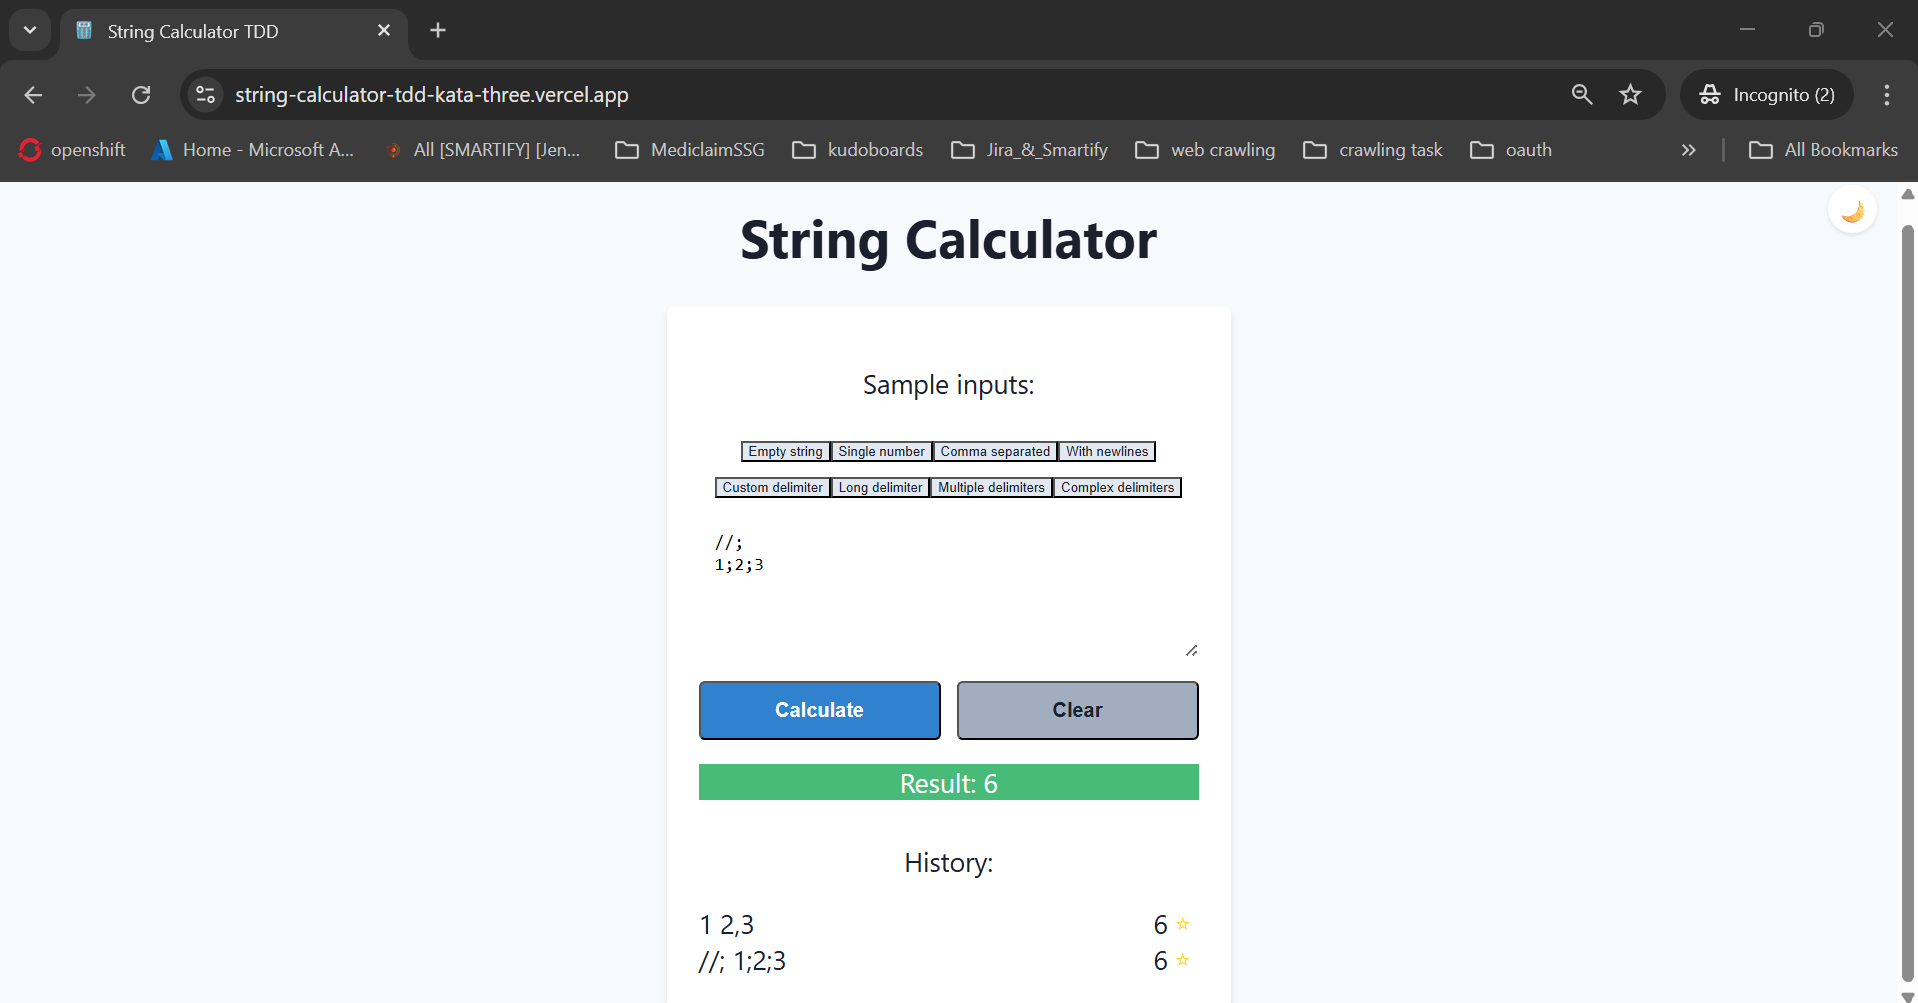 String Calculator TDD
string-calculator-tdd-kata-three.vercel.app
Incognito (2)
openshift
Home - Microsoft A...
All [SMARTIFY] [Jen...
MediclaimSSG
kudoboards
Jira_&_Smartify
web crawling
crawling task
oauth
All Bookmarks
String Calculator
Sample inputs:
Empty string Single number Comma separated With newlines
Custom delimiter Long delimiter Multiple delimiters Complex delimiters
//;
1;2;3
Calculate
Clear
Result: 6
History:
1 2,3 6
//; 1;2;3 6